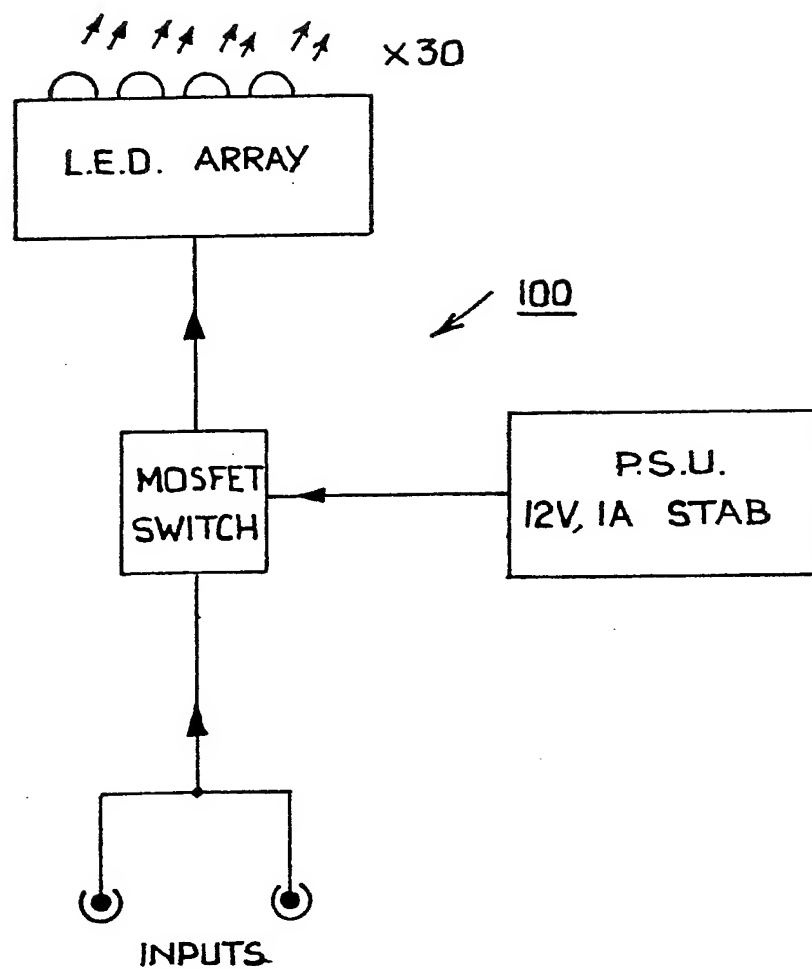 ×30
L.E.D. ARRAY
100
MOSFET
SWITCH
P.S.U.
12V, 1A STAB
INPUTS